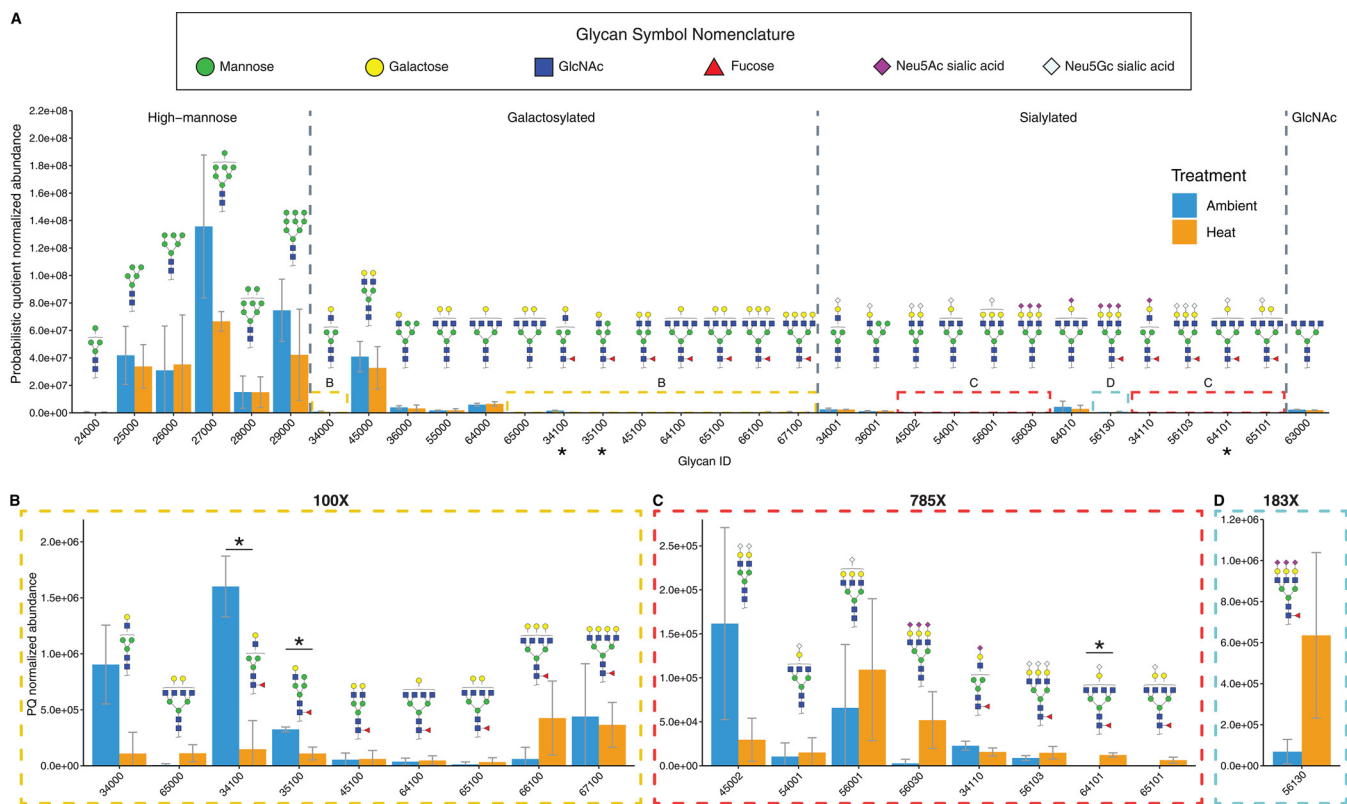 A
Glycan Symbol Nomenclature
Mannose Galactose GlcNAc Fucose Neu5Ac sialic acid Neu5Gc sialic acid
High−mannose Galactosylated Sialylated GlcNAc
Probabilistic quotient normalized abundance
2.2e+08
2.0e+08
1.8e+08
1.6e+08
1.4e+08
1.2e+08
1.0e+08
8.0e+07
6.0e+07
4.0e+07
2.0e+07
0.0e+00
Treatment
Ambient
Heat
B B C D C
24000 25000 26000 27000 28000 29000 34000 45000 36000 55000 64000 65000 34100 35100 45100 64100 65100 66100 67100 34001 36001 45002 54001 56001 56030 64010 56130 34110 56103 64101 65101 63000
* * *
Glycan ID
B 100X
PQ normalized abundance
2.0e+06
1.5e+06
1.0e+06
5.0e+05
0.0e+00
* *
34000 65000 34100 35100 45100 64100 65100 66100 67100
C 785X
2.5e+05
2.0e+05
1.5e+05
1.0e+05
5.0e+04
0.0e+00
*
45002 54001 56001 56030 34110 56103 64101 65101
D 183X
1.2e+06
1.0e+06
8.0e+05
6.0e+05
4.0e+05
2.0e+05
0.0e+00
56130